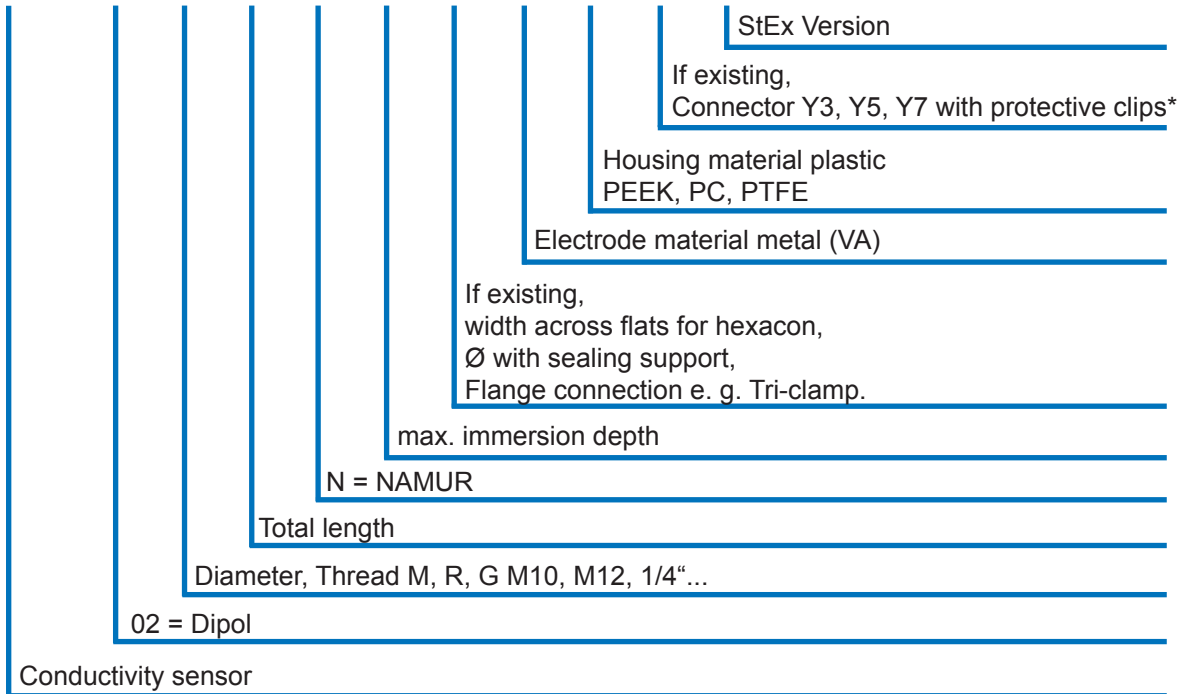 StEx Version
If existing,
Connector Y3, Y5, Y7 with protective clips*
Housing material plastic
PEEK, PC, PTFE
Electrode material metal (VA)
If existing,
width across flats for hexacon,
Ø with sealing support,
Flange connection e. g. Tri-clamp.
max. immersion depth
N = NAMUR
Total length
Diameter, Thread M, R, G M10, M12, 1/4“...
02 = Dipol
Conductivity sensor